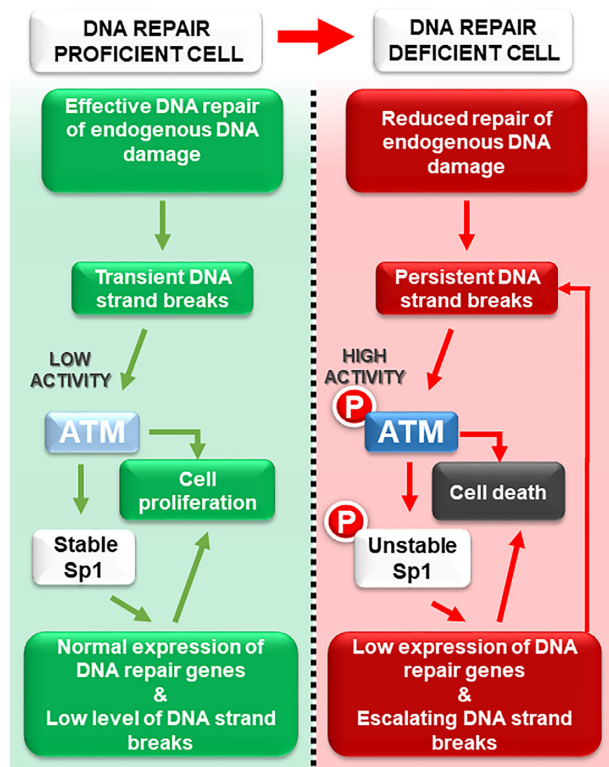 DNA REPAIR
PROFICIENT CELL
DNA REPAIR
DEFICIENT CELL
Effective DNA repair
of endogenous DNA
damage
Transient DNA
strand breaks
LOW
ACTIVITY
ATM
Cell
proliferation
Stable
Sp1
Normal expression of
DNA repair genes
&
Low level of DNA strand
breaks
Reduced repair of
endogenous DNA
damage
Persistent DNA
strand breaks
HIGH
ACTIVITY
P
ATM
Cell death
P
Unstable
Sp1
Low expression of DNA
repair genes
&
Escalating DNA strand
breaks